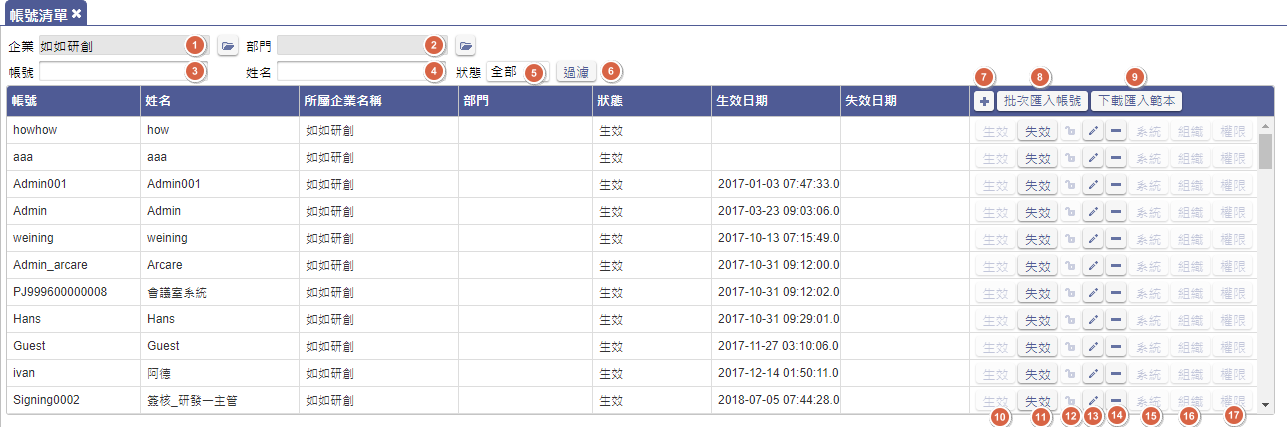 帳號清單
企業 如如研創 1 部門 2
帳號 3 姓名 4 狀態 全部 5 過濾 6
7 8 9
帳號 姓名 所屬企業名稱 部門 狀態 生效日期 失效日期 批次匯入帳號 下載匯入範本
howhow how 如如研創 生效 生效 失效 系統 組織 權限
aaa aaa 如如研創 生效 生效 失效 系統 組織 權限
Admin001 Admin001 如如研創 生效 2017-01-03 07:47:33.0 生效 失效 系統 組織 權限
Admin Admin 如如研創 生效 2017-03-23 09:03:06.0 生效 失效 系統 組織 權限
weining weining 如如研創 生效 2017-10-13 07:15:49.0 生效 失效 系統 組織 權限
Admin_arcare Arcare 如如研創 生效 2017-10-31 09:12:00.0 生效 失效 系統 組織 權限
PJ999600000008 會議室系統 如如研創 生效 2017-10-31 09:12:02.0 生效 失效 系統 組織 權限
Hans Hans 如如研創 生效 2017-10-31 09:29:01.0 生效 失效 系統 組織 權限
Guest Guest 如如研創 生效 2017-11-27 03:10:06.0 生效 失效 系統 組織 權限
ivan 阿德 如如研創 生效 2017-12-14 01:50:11.0 生效 失效 系統 組織 權限
Signing0002 簽核_研發一主管 如如研創 生效 2018-07-05 07:44:28.0 生效 失效 系統 組織 權限
10 11 12 13 14 15 16 17